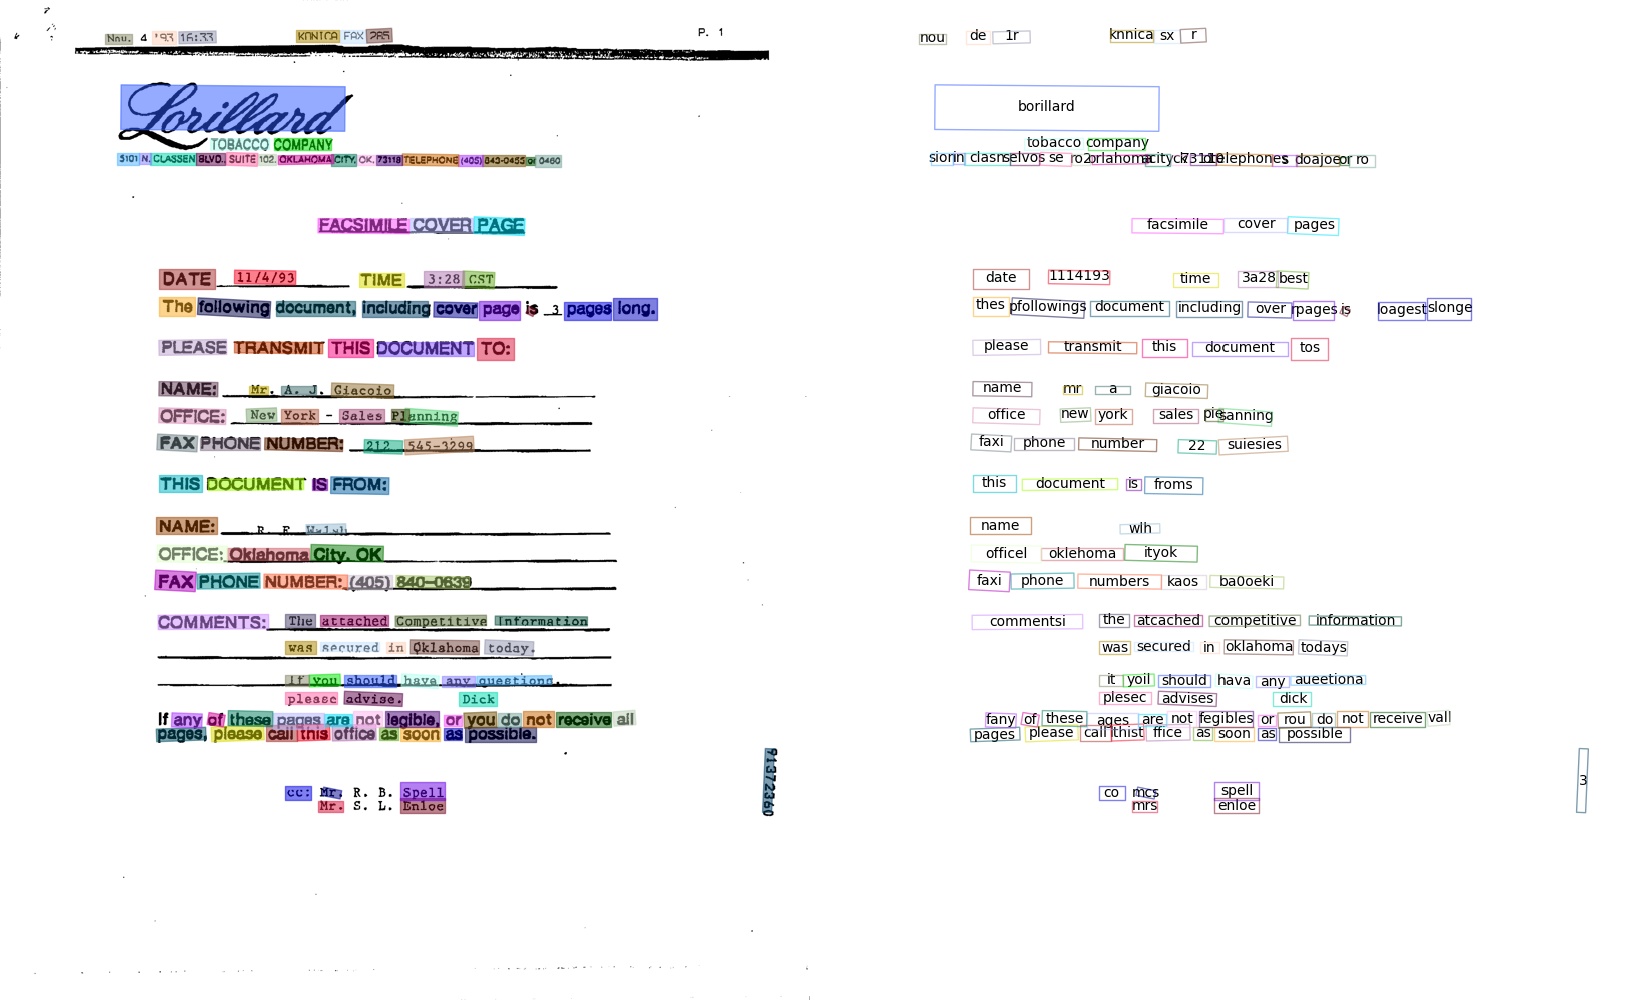 Nov. 4 '93 16:33 KONICA FAX 265 P. 1
Lorillard
TOBACCO COMPANY
5101 N. CLASSEN BLVD., SUITE 102, OKLAHOMA CITY, OK. 73118 TELEPHONE (405) 843-0455 or 0460
FACSIMILE COVER PAGE
DATE 11/4/93 TIME 3:28 CST
The following document, including cover page is 3 pages long.
PLEASE TRANSMIT THIS DOCUMENT TO:
NAME: Mr. A. J. Giacoio
OFFICE: New York - Sales Planning
FAX PHONE NUMBER: 212 545-3299
THIS DOCUMENT IS FROM:
NAME: R. E.
OFFICE: Oklahoma City, OK
FAX PHONE NUMBER: (405) 840-0639
COMMENTS: The attached Competitive Information
was secured in Oklahoma today.
If you should have any questions,
please advise. Dick
If any of these pages are not legible, or you do not receive all
pages, please call this office as soon as possible.
cc: Mr. R. B. Spell
Mr. S. L. Enloe
91372360
nou de 1r knnica sx r
borillard
tobacco company
siorin se telephones doajoe or ro
facsimile cover pages
date 1114193 time 3a28 best
thes pfollowings document including over rpages is loagest slonge
please transmit this document tos
name mr a giacoio
office new york sales pie sanning
faxi phone number 22 suiesies
this document is froms
name wlh
officel oklehoma ityok
faxi phone numbers kaos ba0oeki
commentsi the atcached competitive information
was secured in oklahoma todays
it yoil should hava any aueetiona
plesec advises dick
fany of these ages are not fegibles or rou do not receive vall
pages please call thist ffice as soon as possible
co mcs spell
mrs enloe
3